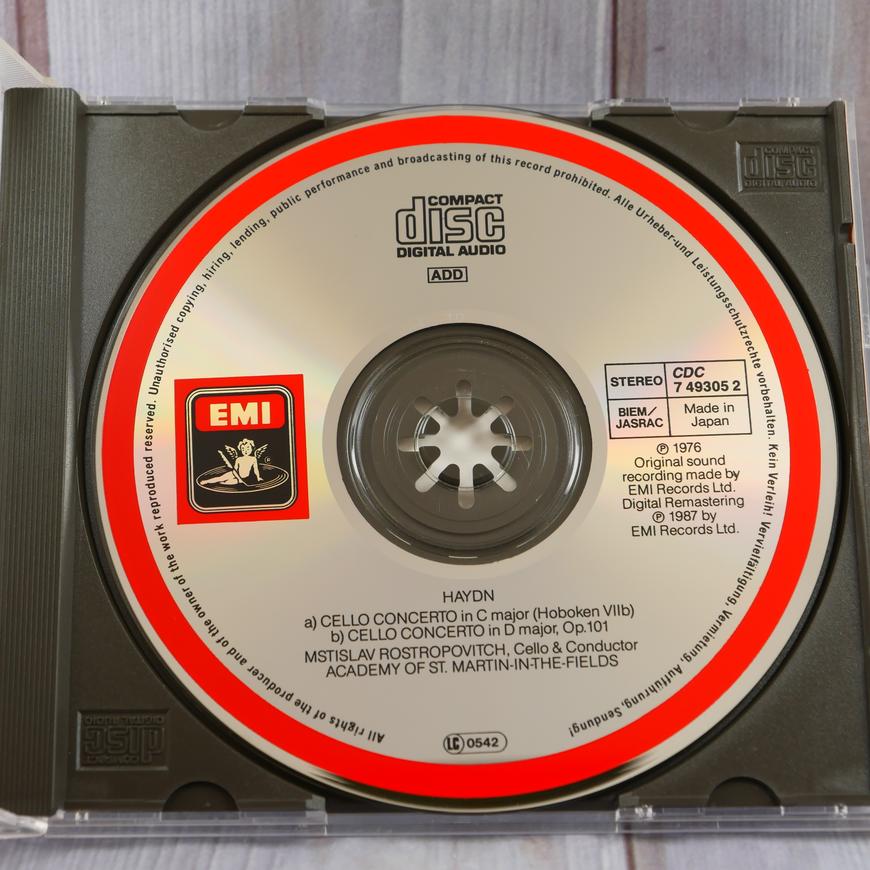 All rights of the producer and of the owner of the work reproduced reserved. Unauthorised copying, hiring, lending, public performance and broadcasting of this record prohibited. Alle Urheber-und Leistungsschutzrechte vorbehalten. Kein Verleih! Vervielfältigung, Vermietung, Aufführung, Sendung!
COMPACT
disc
DIGITAL AUDIO
ADD
COMPACT
disc
DIGITAL AUDIO
EMI
STEREO
CDC
7 49305 2
BIEM/
JASRAC
Made in
Japan
℗ 1976
Original sound
recording made by
EMI Records Ltd.
Digital Remastering
℗ 1987 by
EMI Records Ltd.
HAYDN
a) CELLO CONCERTO in C major (Hoboken VIIb)
b) CELLO CONCERTO in D major, Op.101
MSTISLAV ROSTROPOVITCH, Cello & Conductor
ACADEMY OF ST. MARTIN-IN-THE-FIELDS
LC 0542
COMPACT
disc
DIGITAL AUDIO